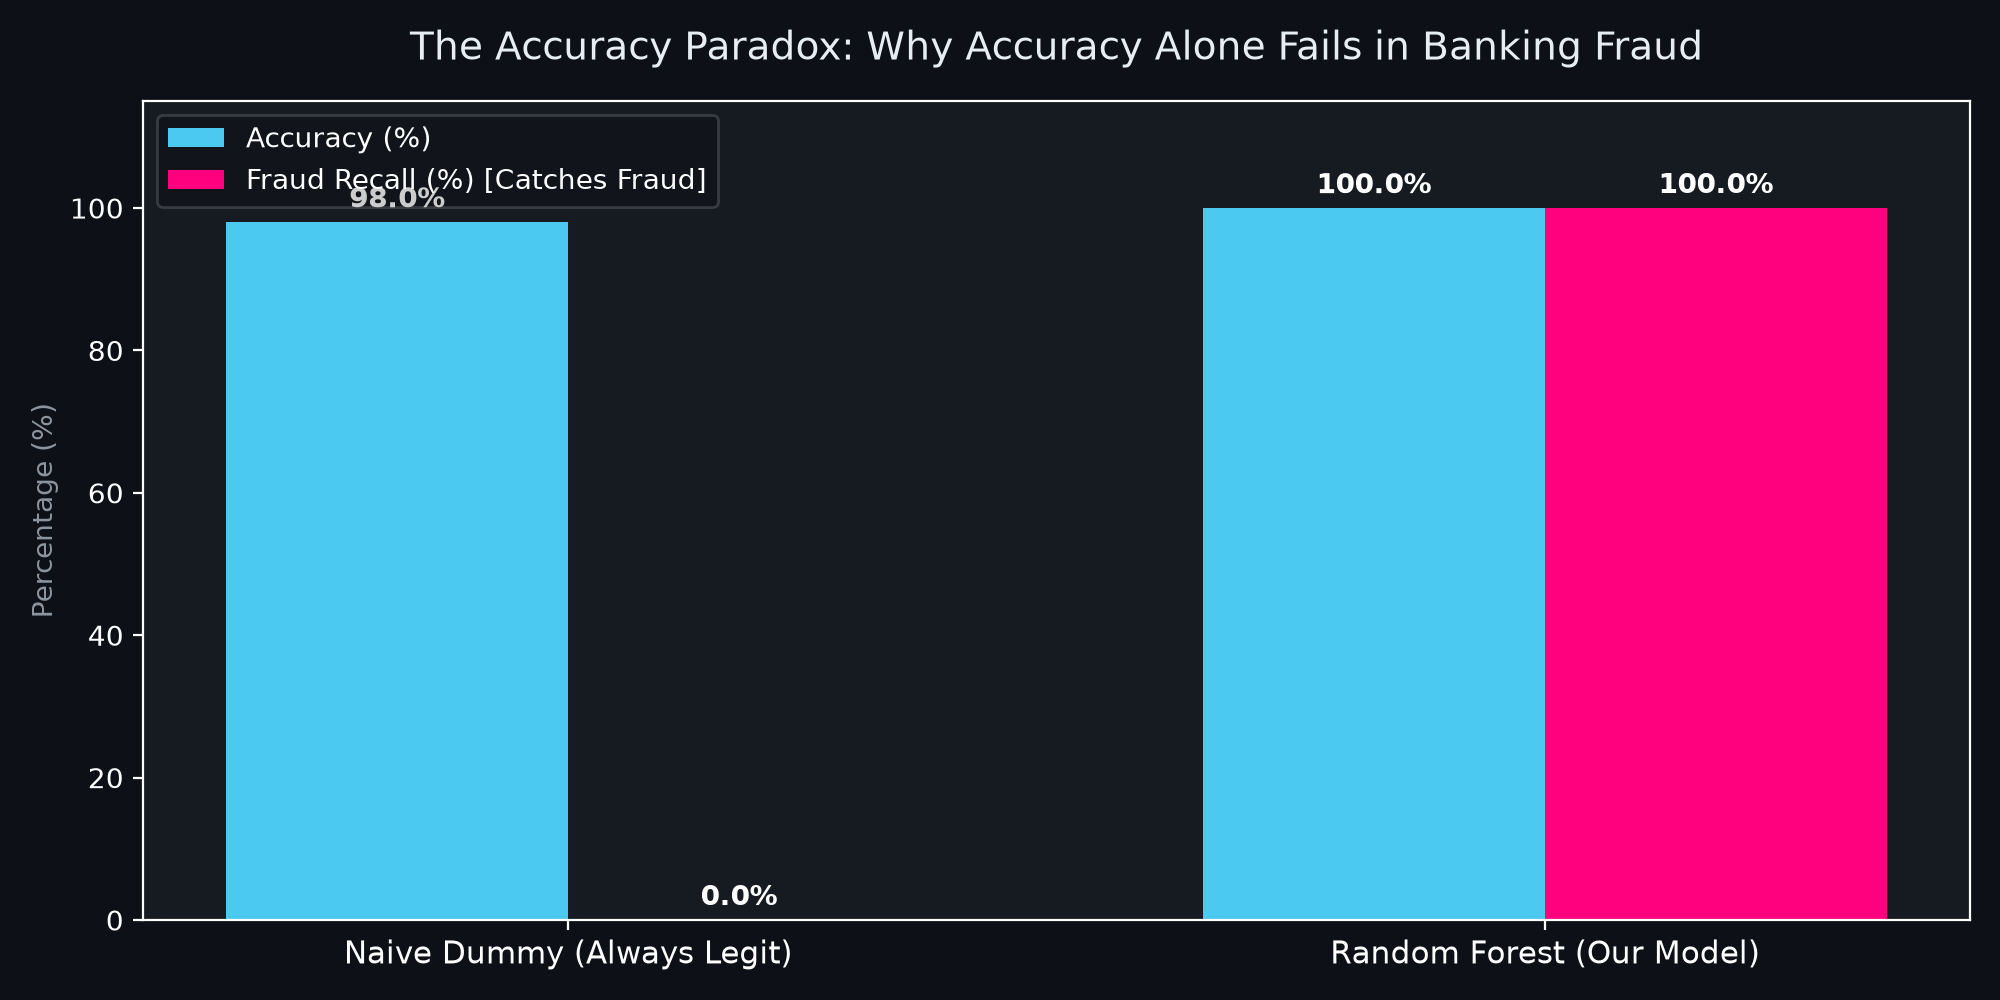 The Accuracy Paradox: Why Accuracy Alone Fails in Banking Fraud
Accuracy (%)
Fraud Recall (%) [Catches Fraud]
98.0%
100.0%
100.0%
0.0%
Percentage (%)
100
80
60
40
20
0
Naive Dummy (Always Legit)
Random Forest (Our Model)